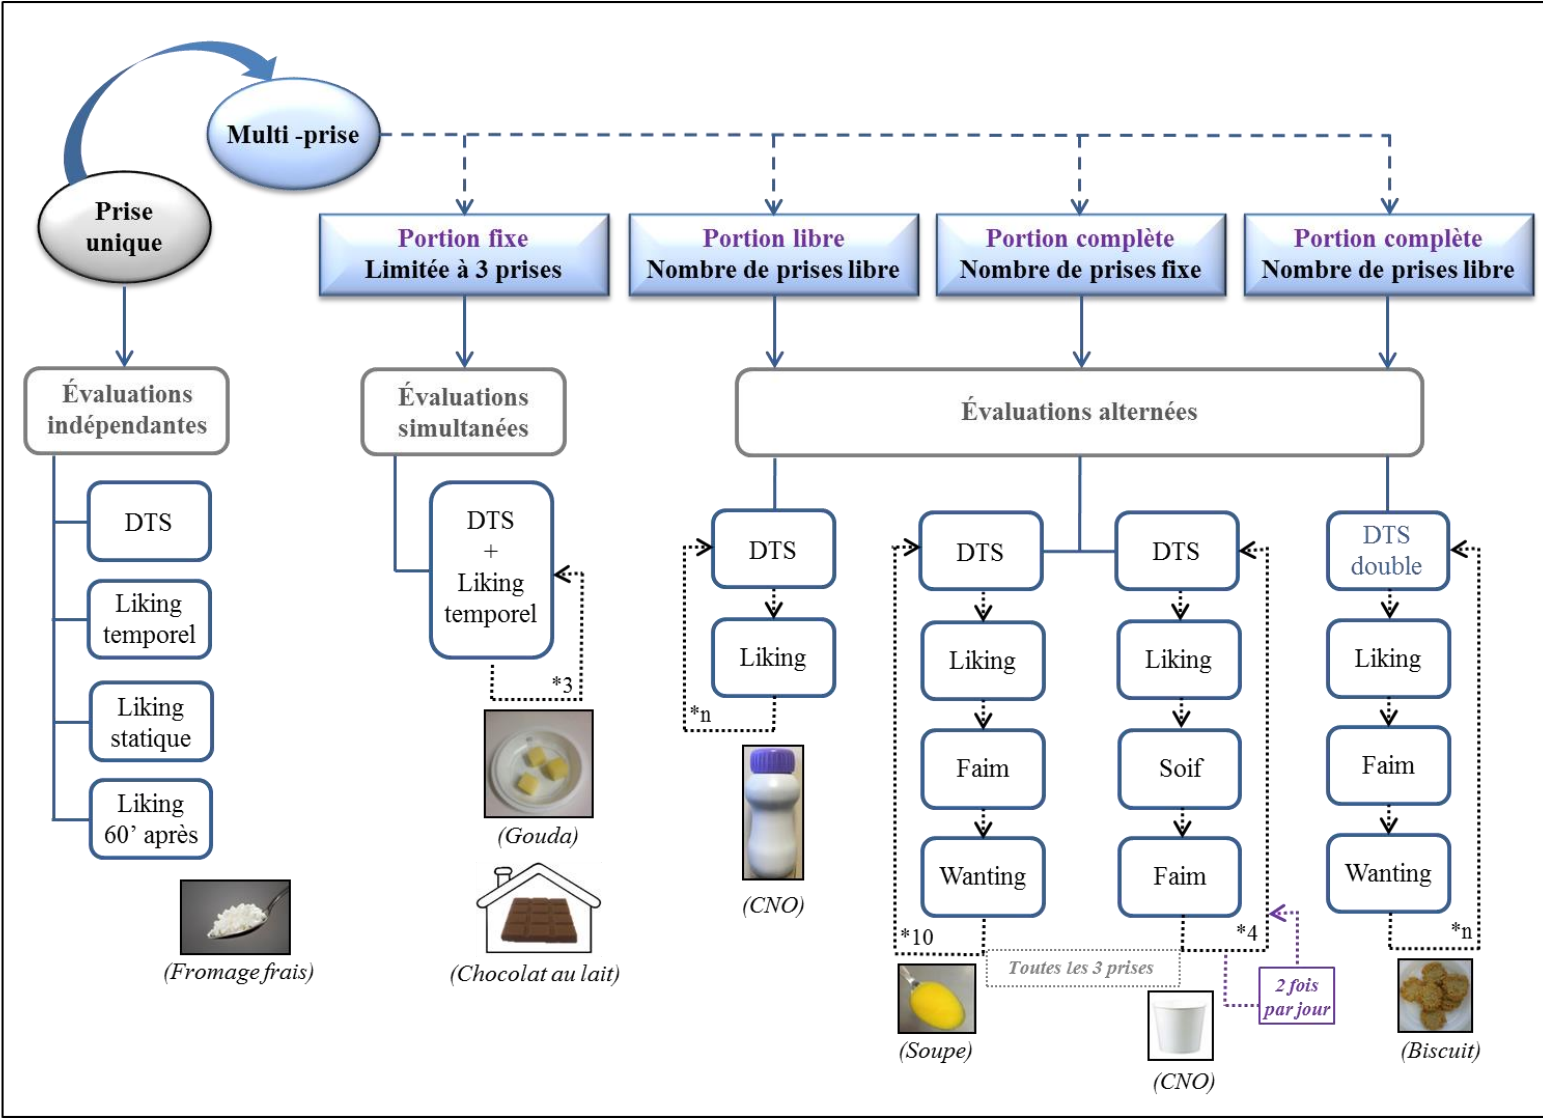 Multi -prise
Prise
unique
Portion fixe
Limitée à 3 prises
Portion libre
Nombre de prises libre
Portion complète
Nombre de prises fixe
Portion complète
Nombre de prises libre
Évaluations
indépendantes
Évaluations
simultanées
Évaluations alternées
DTS
Liking
temporel
Liking
statique
Liking
60’ après
(Fromage frais)
DTS
+
Liking
temporel
*3
(Gouda)
(Chocolat au lait)
DTS
Liking
*n
(CNO)
DTS
Liking
Faim
Wanting
*10
(Soupe)
Toutes les 3 prises
DTS
Liking
Soif
Faim
*4
2 fois
par jour
(CNO)
DTS
double
Liking
Faim
Wanting
*n
(Biscuit)